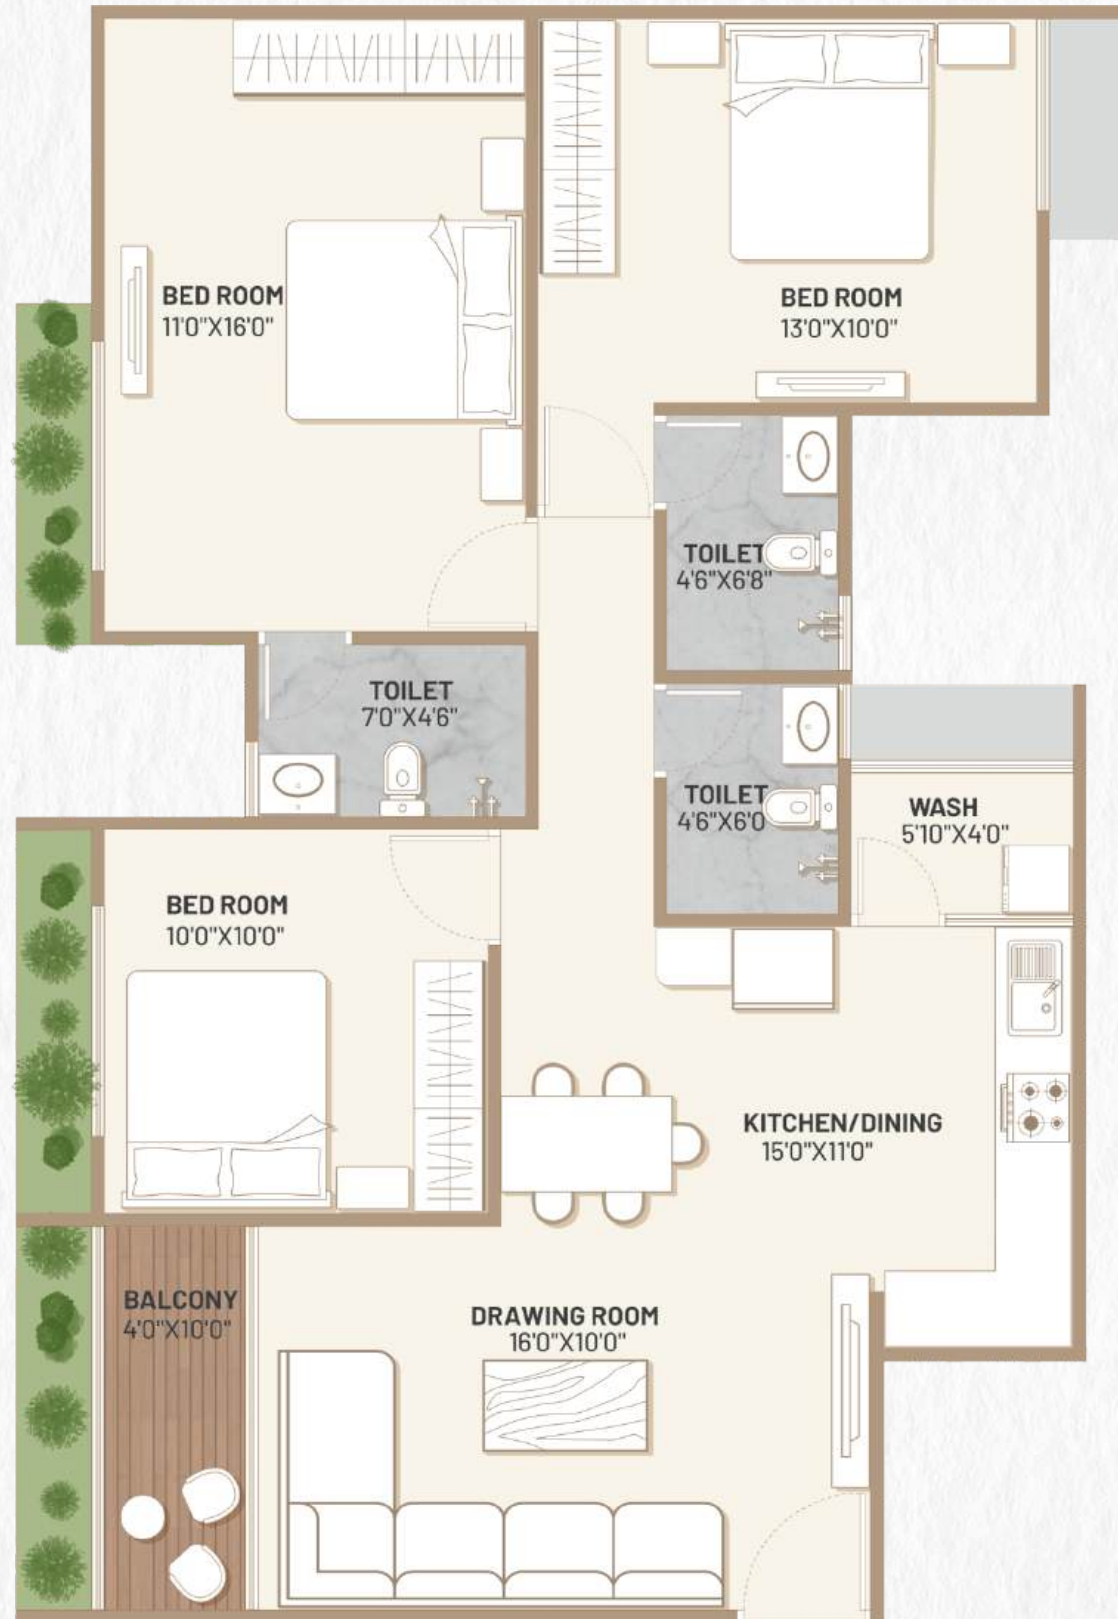 BED ROOM
11'0"X16'0"
BED ROOM
13'0"X10'0"
TOILET
4'6"X6'8"
TOILET
7'0"X4'6"
TOILET
4'6"X6'0
WASH
5'10"X4'0"
BED ROOM
10'0"X10'0"
KITCHEN/DINING
15'0"X11'0"
BALCONY
4'0"X10'0"
DRAWING ROOM
16'0"X10'0"